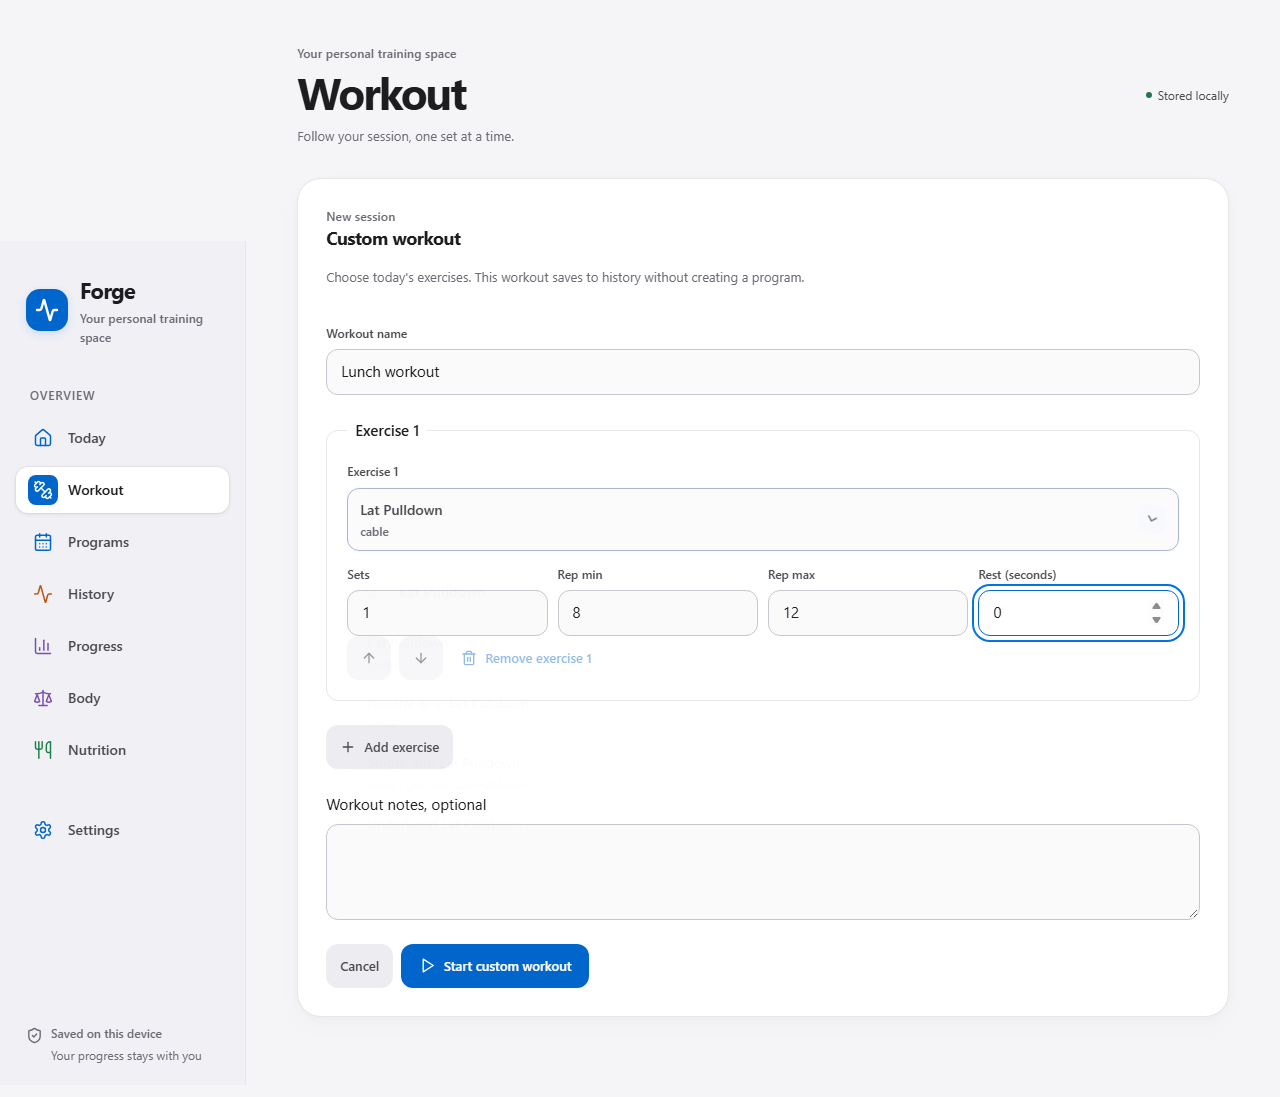 Your personal training space
Workout
Stored locally
Follow your session, one set at a time.
Forge
Your personal training
space
OVERVIEW
Today
Workout
Programs
History
Progress
Body
Nutrition
Settings
Saved on this device
Your progress stays with you
New session
Custom workout
Choose today's exercises. This workout saves to history without creating a program.
Workout name
Lunch workout
Exercise 1
Exercise 1
Lat Pulldown
cable
Sets
Rep min
Rep max
Rest (seconds)
1
8
12
0
Remove exercise 1
Add exercise
Workout notes, optional
Cancel
Start custom workout